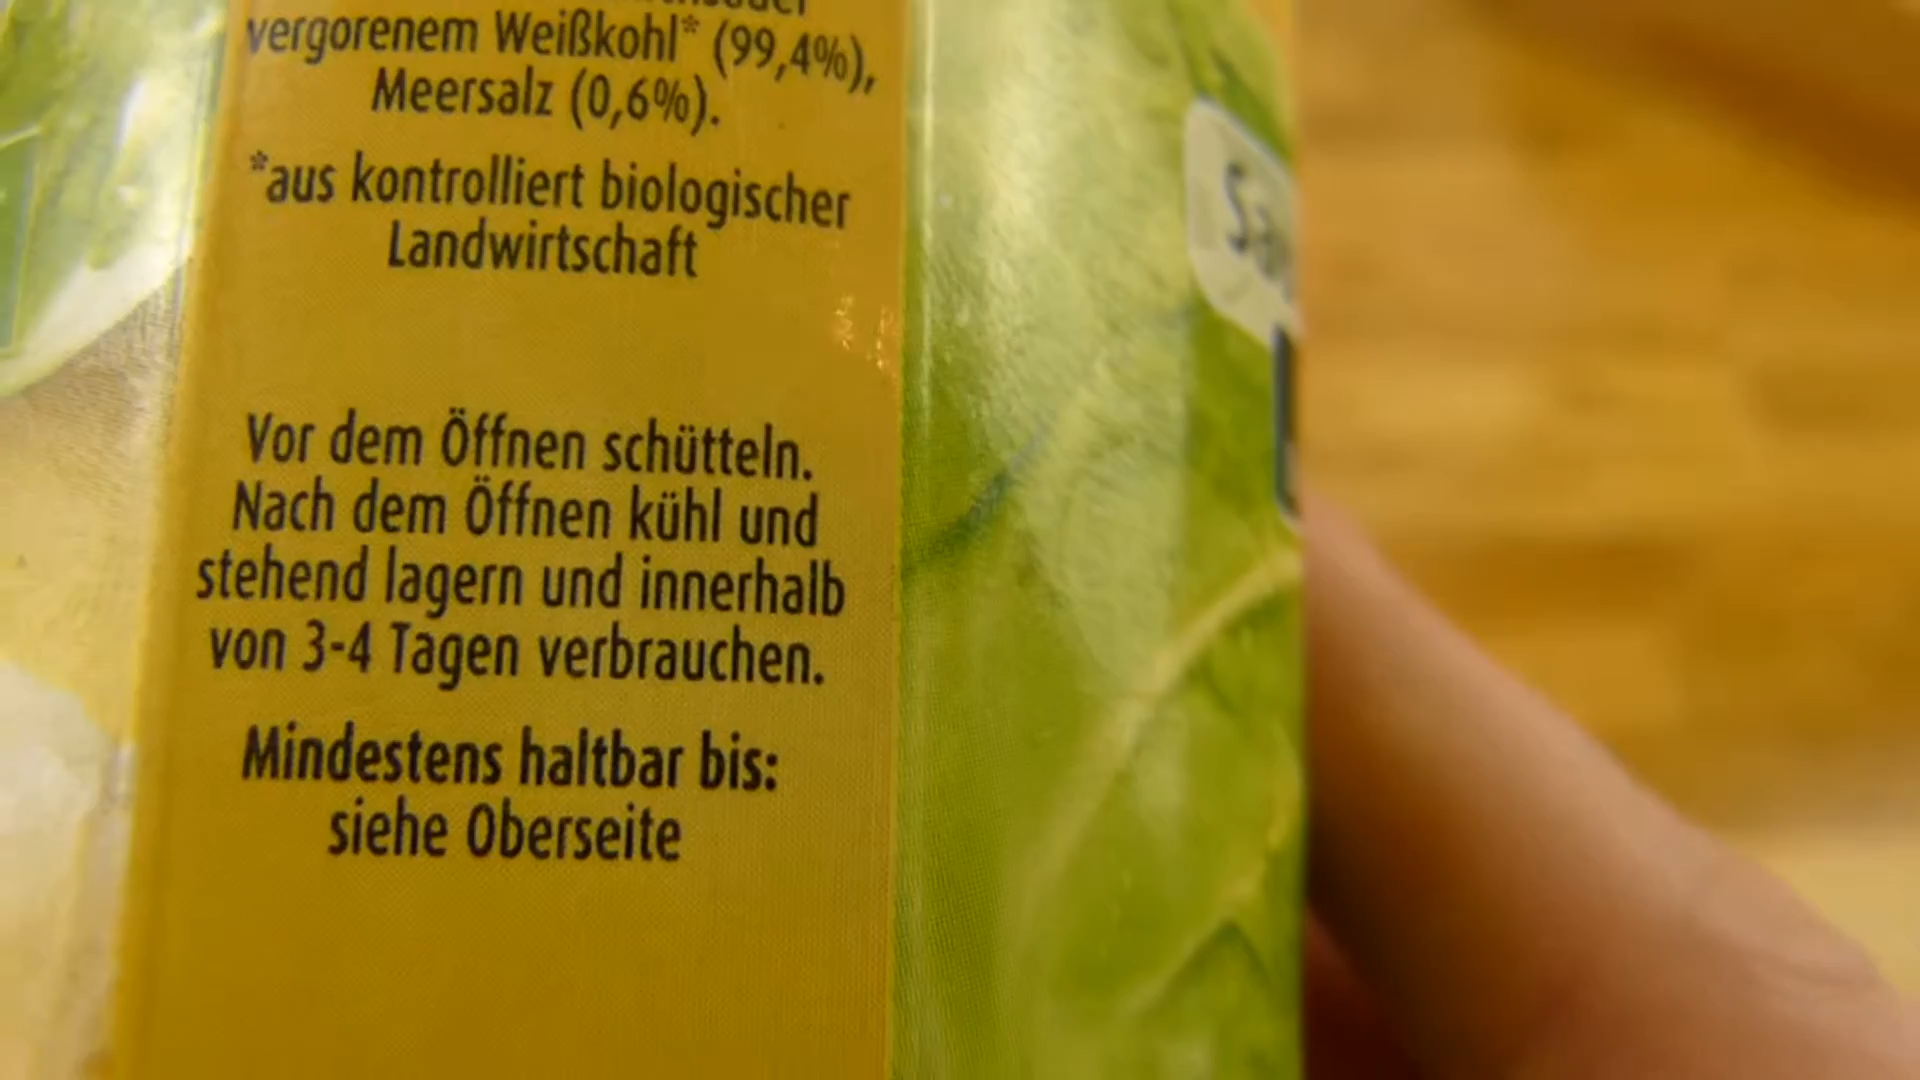 vergorenem Weißkohl* (99,4%),
Meersalz (0,6%).
*aus kontrolliert biologischer
Landwirtschaft
Vor dem Öffnen schütteln.
Nach dem Öffnen kühl und
stehend lagern und innerhalb
von 3-4 Tagen verbrauchen.
Mindestens haltbar bis:
siehe Oberseite